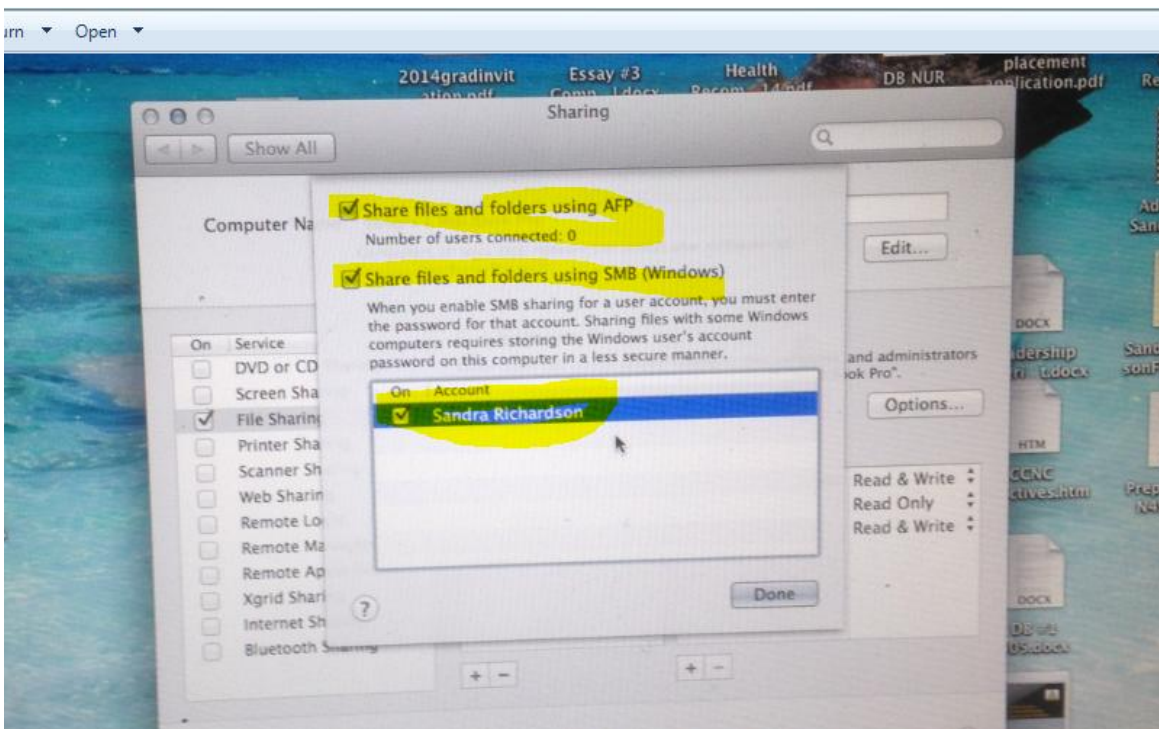 Open
2014gradinvit
Essay #3
Health
DB NUR
placement
Sharing
Show All
Share files and folders using AFP
Number of users connected: 0
Edit...
Share files and folders using SMB (Windows)
When you enable SMB sharing for a user account, you must enter
the password for that account. Sharing files with some Windows
computers requires storing the Windows user's account
password on this computer in a less secure manner.
On Service
DVD or CD
Screen Sha
File Sharing
Printer Sha
Scanner Sh
Web Sharin
Remote Lo
Remote Ma
Remote Ap
Xgrid Shari
Internet Sh
Bluetooth Sharing
On Account
Sandra Richardson
Done
?
Computer Na
and administrators
ok Pro".
Options...
Read & Write
Read Only
Read & Write
+ -
+ -
DOCX
HTM
DOCX